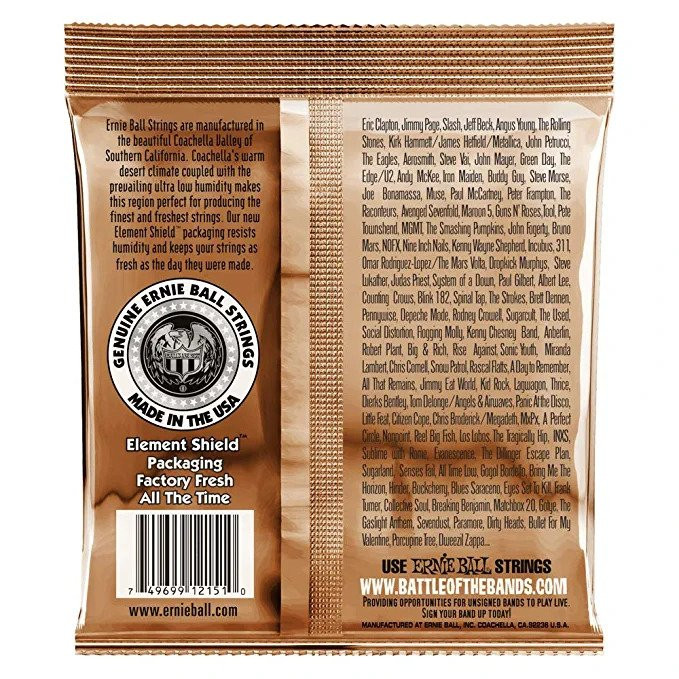 Ernie Ball Strings are manufactured in
the beautiful Coachella Valley of
Southern California. Coachella's warm
desert climate coupled with the
prevailing ultra low humidity makes
this region perfect for producing the
finest and freshest strings. Our new
Element Shield™ packaging resists
humidity and keeps your strings as
fresh as the day they were made.
GENUINE ERNIE BALL STRINGS
MADE IN THE USA
Element Shield™
Packaging
Factory Fresh
All The Time
7 49699 12151 0
www.ernieball.com
Eric Clapton, Jimmy Page, Slash, Jeff Beck, Angus Young, The Rolling
Stones, Kirk Hammett/James Hetfield/Metallica, John Petrucci,
The Eagles, Aerosmith, Steve Vai, John Mayer, Green Day, The
Edge/U2, Andy McKee, Iron Maiden, Buddy Guy, Steve Morse,
Joe Bonamassa, Muse, Paul McCartney, Peter Frampton, The
Raconteurs, Avenged Sevenfold, Maroon 5, Guns N' Roses,Tool, Pete
Townshend, MGMT, The Smashing Pumpkins, John Fogerty, Bruno
Mars, NOFX, Nine Inch Nails, Kenny Wayne Shepherd, Incubus, 311,
Omar Rodriguez-Lopez/The Mars Volta, Dropkick Murphys, Steve
Lukather, Judas Priest, System of a Down, Paul Gilbert, Albert Lee,
Counting Crows, Blink 182, Spinal Tap, The Strokes, Brett Dennen,
Pennywise, Depeche Mode, Rodney Crowell, Sugarcult, The Used,
Social Distortion, Flogging Molly, Kenny Chesney Band, Anberlin,
Robert Plant, Big & Rich, Rise Against, Sonic Youth, Miranda
Lambert, Chris Cornell, Snow Patrol, Rascal Flatts, A Day to Remember,
All That Remains, Jimmy Eat World, Kid Rock, Lagwagon, Thrice,
Dierks Bentley, Tom Delonge/Angels & Airwaves, Panic At the Disco,
Little Feat, Citizen Cope, Chris Broderick/Megadeth, MxPx, A Perfect
Circle, Nonpoint, Reel Big Fish, Los Lobos, The Tragically Hip, INXS,
Sublime with Rome, Evanescence, The Dillinger Escape Plan,
Sugarland, Senses Fail, All Time Low, Gogol Bordello, Bring Me The
Horizon, Hinder, Buckcherry, Blues Saraceno, Eyes Set To Kill, Frank
Turner, Collective Soul, Breaking Benjamin, Matchbox 20, Golpe, The
Gaslight Anthem, Sevendust, Paramore, Dirty Heads, Bullet For My
Valentine, Porcupine Tree, Dweezil Zappa...
USE ERNIE BALL STRINGS
WWW.BATTLEOFTHEBANDS.COM
PROVIDING OPPORTUNITIES FOR UNSIGNED BANDS TO PLAY LIVE.
SIGN YOUR BAND UP TODAY!
MANUFACTURED AT ERNIE BALL, INC. COACHELLA, CA. 92236 U.S.A.